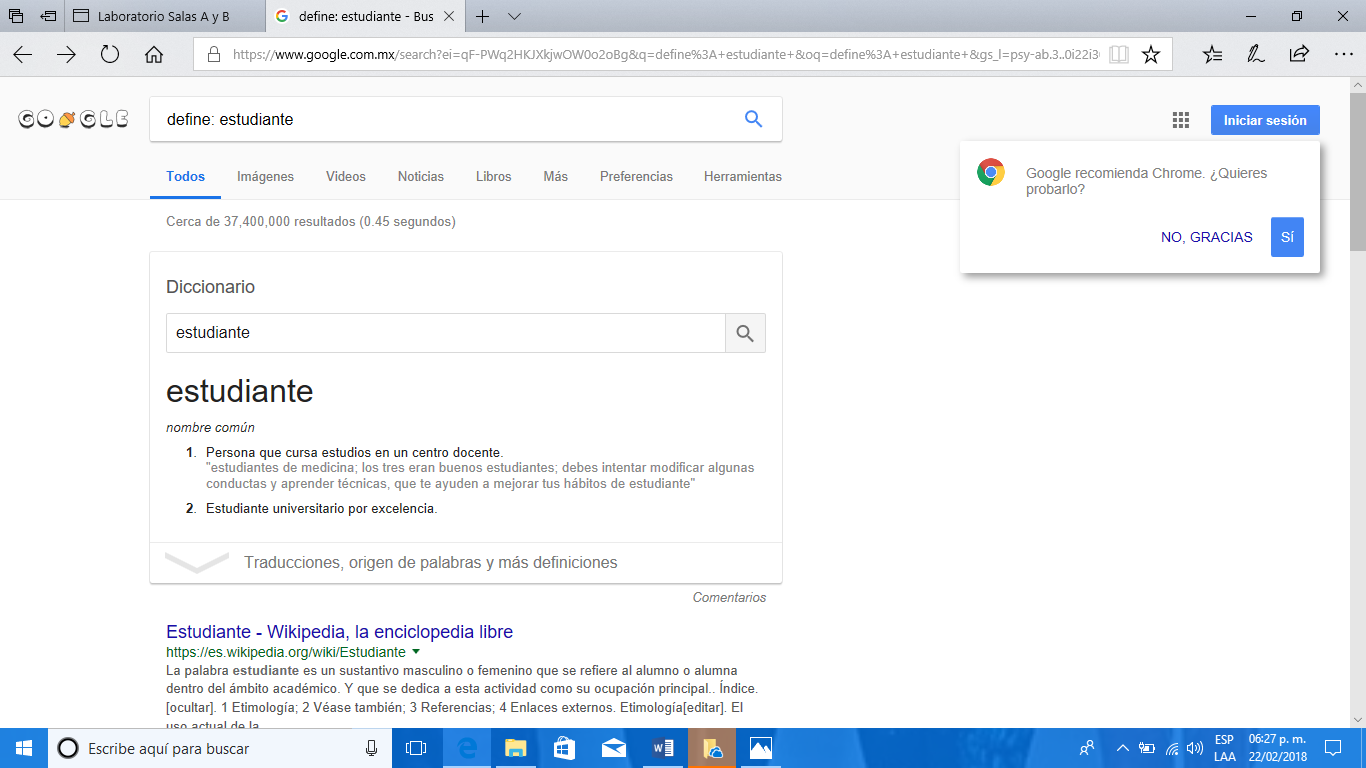 Laboratorio Salas A y B
define: estudiante - Bus
https://www.google.com.mx/search?ei=qF-PWq2HKJXkjwOW0o2oBg&q=define%3A+estudiante+&oq=define%3A+estudiante+&gs_l=psy-ab.3..0i22i3
GOOGLE
define: estudiante
Iniciar sesión
Todos Imágenes Videos Noticias Libros Más Preferencias Herramientas
Google recomienda Chrome. ¿Quieres
probarlo?
NO, GRACIAS SÍ
Cerca de 37,400,000 resultados (0.45 segundos)
Diccionario
estudiante
estudiante
nombre común
1. Persona que cursa estudios en un centro docente.
"estudiantes de medicina; los tres eran buenos estudiantes; debes intentar modificar algunas
conductas y aprender técnicas, que te ayuden a mejorar tus hábitos de estudiante"
2. Estudiante universitario por excelencia.
Traducciones, origen de palabras y más definiciones
Comentarios
Estudiante - Wikipedia, la enciclopedia libre
https://es.wikipedia.org/wiki/Estudiante
La palabra estudiante es un sustantivo masculino o femenino que se refiere al alumno o alumna
dentro del ámbito académico. Y que se dedica a esta actividad como su ocupación principal.. Índice.
[ocultar]. 1 Etimología; 2 Véase también; 3 Referencias; 4 Enlaces externos. Etimología[editar]. El
uso actual de la
Escribe aquí para buscar
ESP
LAA
06:27 p. m.
22/02/2018